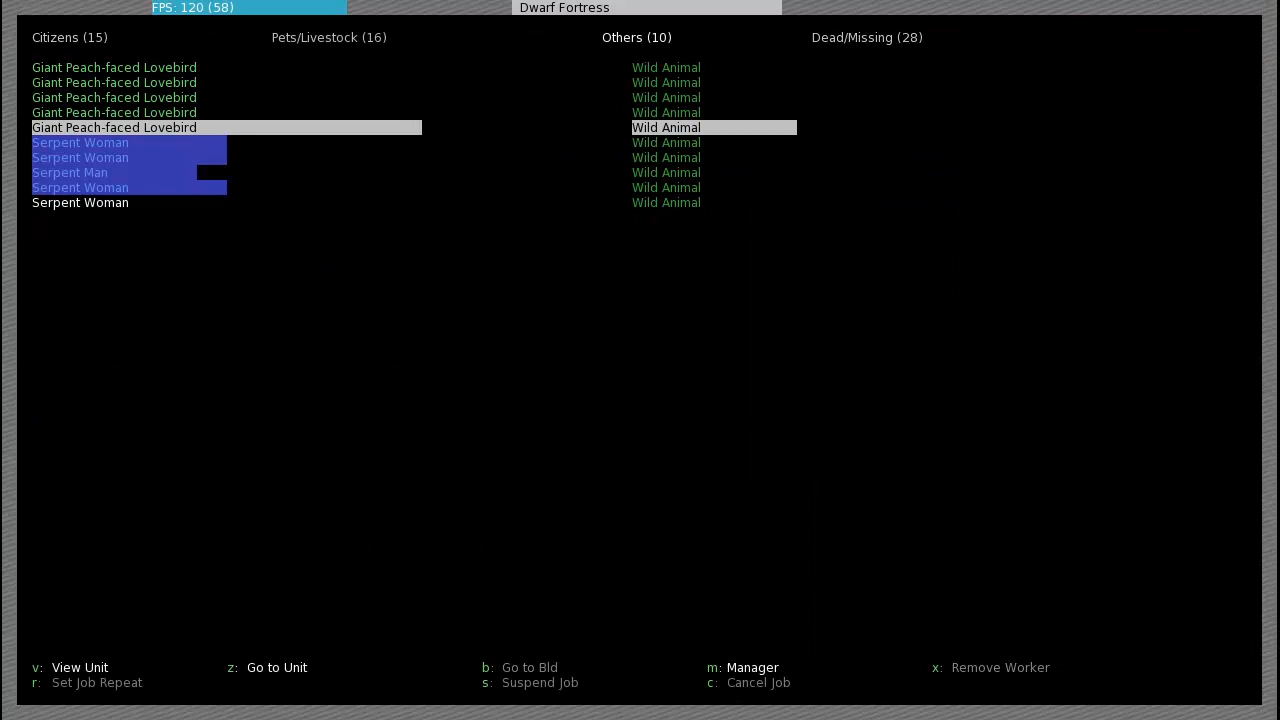 FPS: 120 (58) Dwarf Fortress
Citizens (15) Pets/Livestock (16) Others (10) Dead/Missing (28)
Giant Peach-faced Lovebird Wild Animal
Giant Peach-faced Lovebird Wild Animal
Giant Peach-faced Lovebird Wild Animal
Giant Peach-faced Lovebird Wild Animal
Giant Peach-faced Lovebird Wild Animal
Serpent Woman Wild Animal
Serpent Woman Wild Animal
Serpent Man Wild Animal
Serpent Woman Wild Animal
Serpent Woman Wild Animal
v: View Unit z: Go to Unit b: Go to Bld m: Manager x: Remove Worker
r: Set Job Repeat s: Suspend Job c: Cancel Job